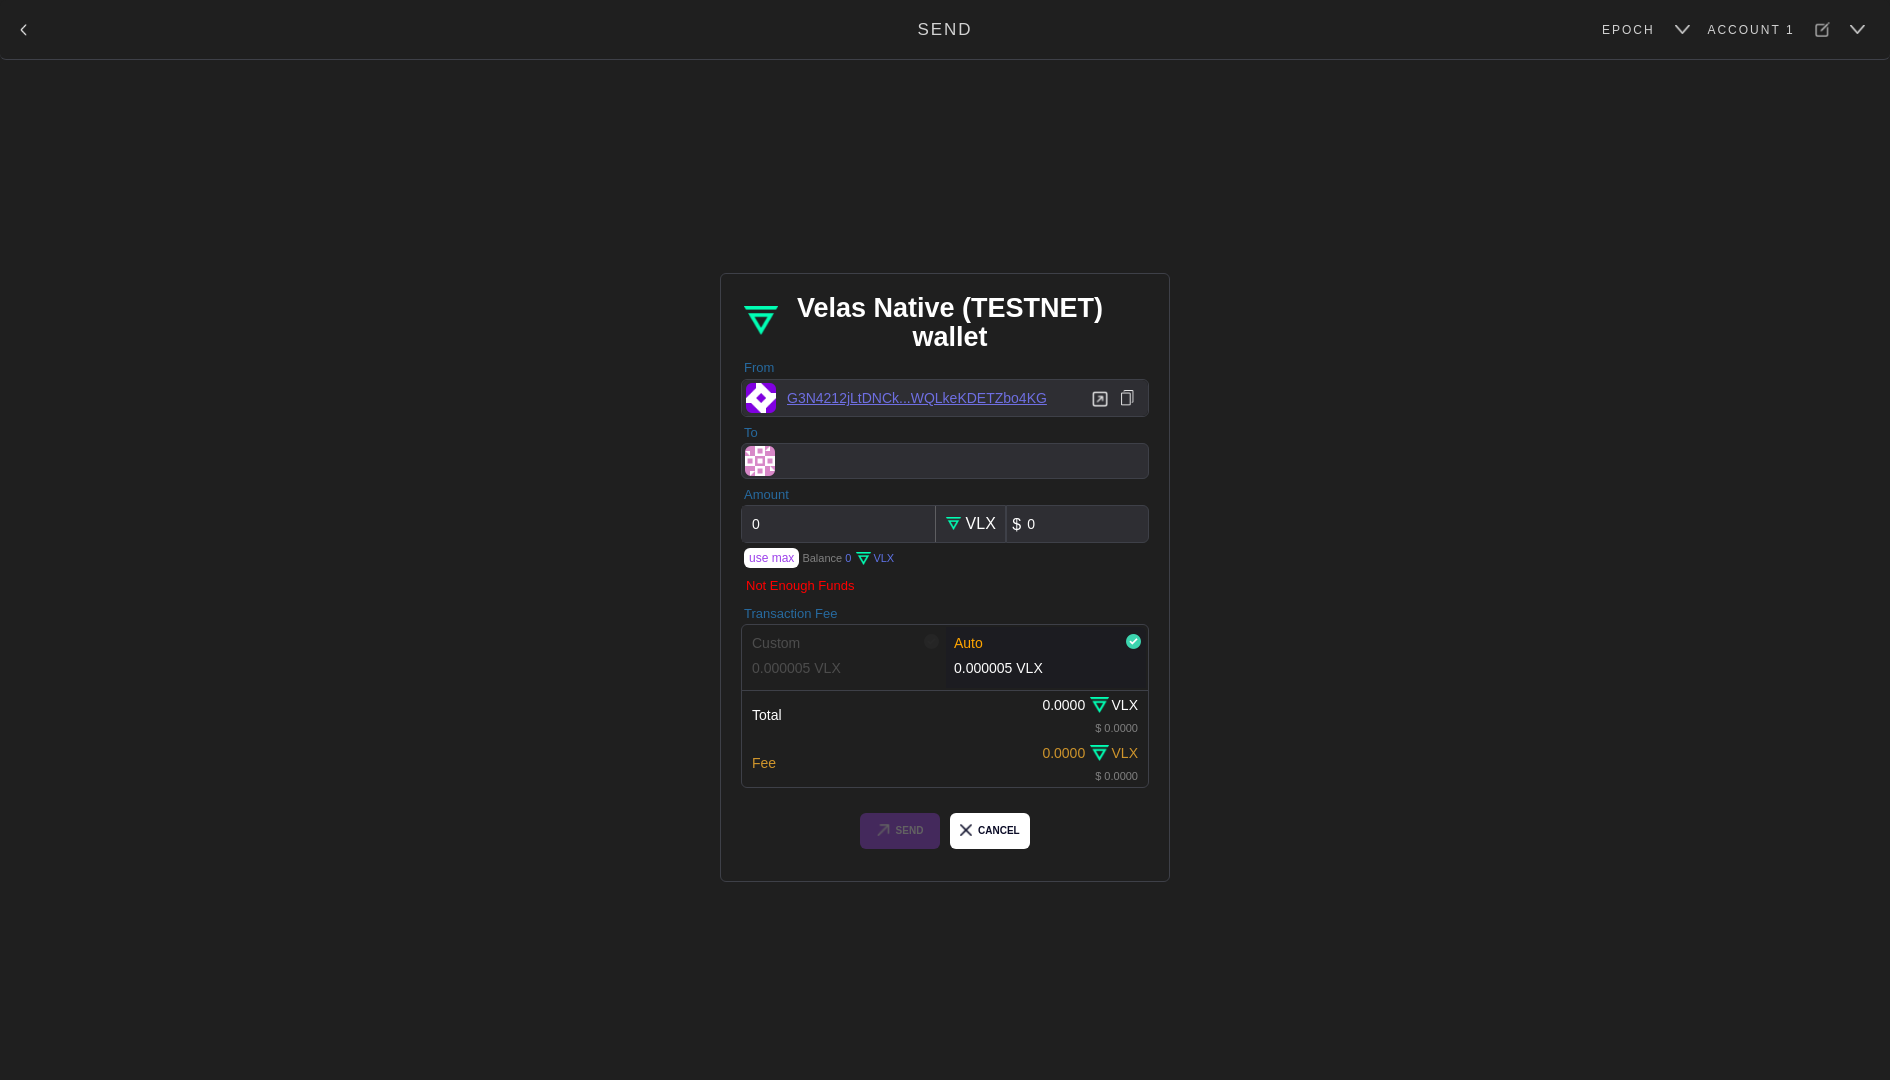 SEND
EPOCH
ACCOUNT 1
Velas Native (TESTNET)
wallet
From
G3N4212jLtDNCk...WQLkeKDETZbo4KG
To
Amount
0
VLX
$ 0
use max Balance 0 VLX
Not Enough Funds
Transaction Fee
Custom
0.000005 VLX
Auto
0.000005 VLX
Total
0.0000 VLX
$ 0.0000
Fee
0.0000 VLX
$ 0.0000
SEND
CANCEL